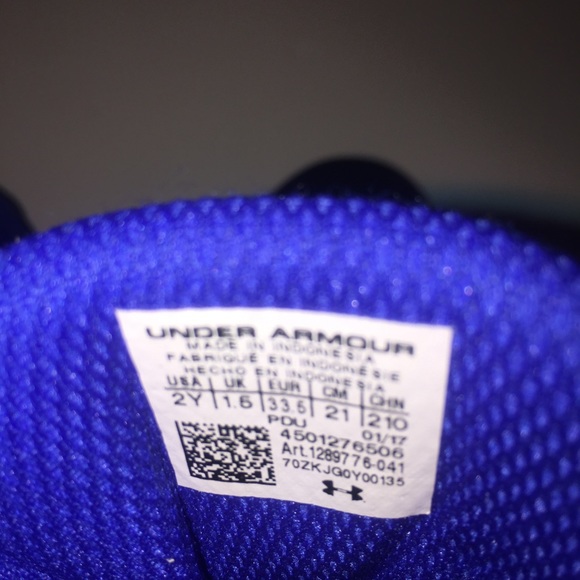 UNDER ARMOUR
MADE IN INDONESIA
FABRIQUÉ EN INDONESIE
HECHO EN INDONESIA
USA UK EUR CM CHN
2Y 1.5 33.5 21 210
PDU 01/17
4501276506
Art.1289776-041
70ZKJG0Y00135